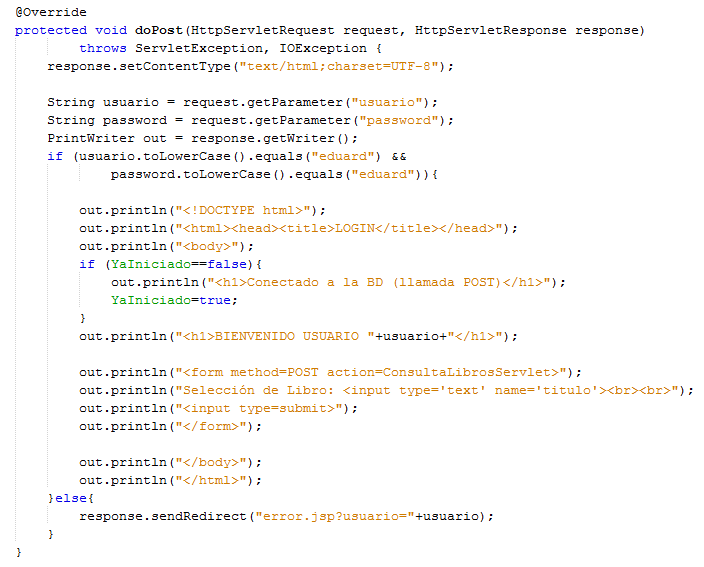 @Override
protected void doPost(HttpServletRequest request, HttpServletResponse response)
        throws ServletException, IOException {
    response.setContentType("text/html;charset=UTF-8");
    String usuario = request.getParameter("usuario");
    String password = request.getParameter("password");
    PrintWriter out = response.getWriter();
    if (usuario.toLowerCase().equals("eduard") &&
            password.toLowerCase().equals("eduard")){
        out.println("<!DOCTYPE html>");
        out.println("<html><head><title>LOGIN</title></head>");
        out.println("<body>");
        if (YaIniciado==false){
            out.println("<h1>Conectado a la BD (llamada POST)</h1>");
            YaIniciado=true;
        }
        out.println("<h1>BIENVENIDO USUARIO "+usuario+"</h1>");
        out.println("<form method=POST action=ConsultaLibrosServlet>");
        out.println("Selección de Libro: <input type='text' name='titulo'><br><br>");
        out.println("<input type=submit>");
        out.println("</form>");
        out.println("</body>");
        out.println("</html>");
    }else{
        response.sendRedirect("error.jsp?usuario="+usuario);
    }
}